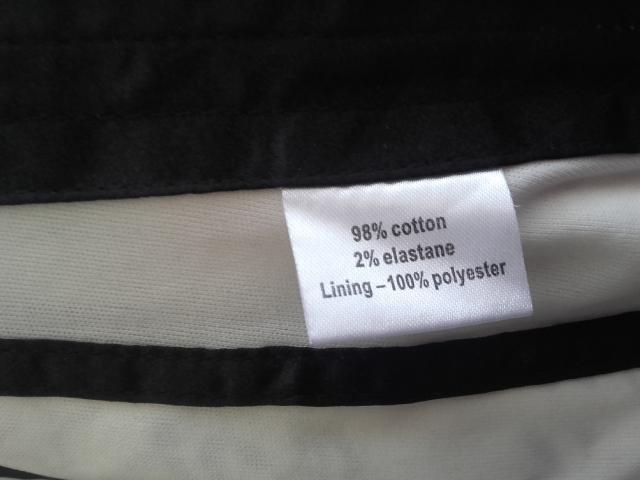 98% cotton
2% elastane
Lining –100% polyester